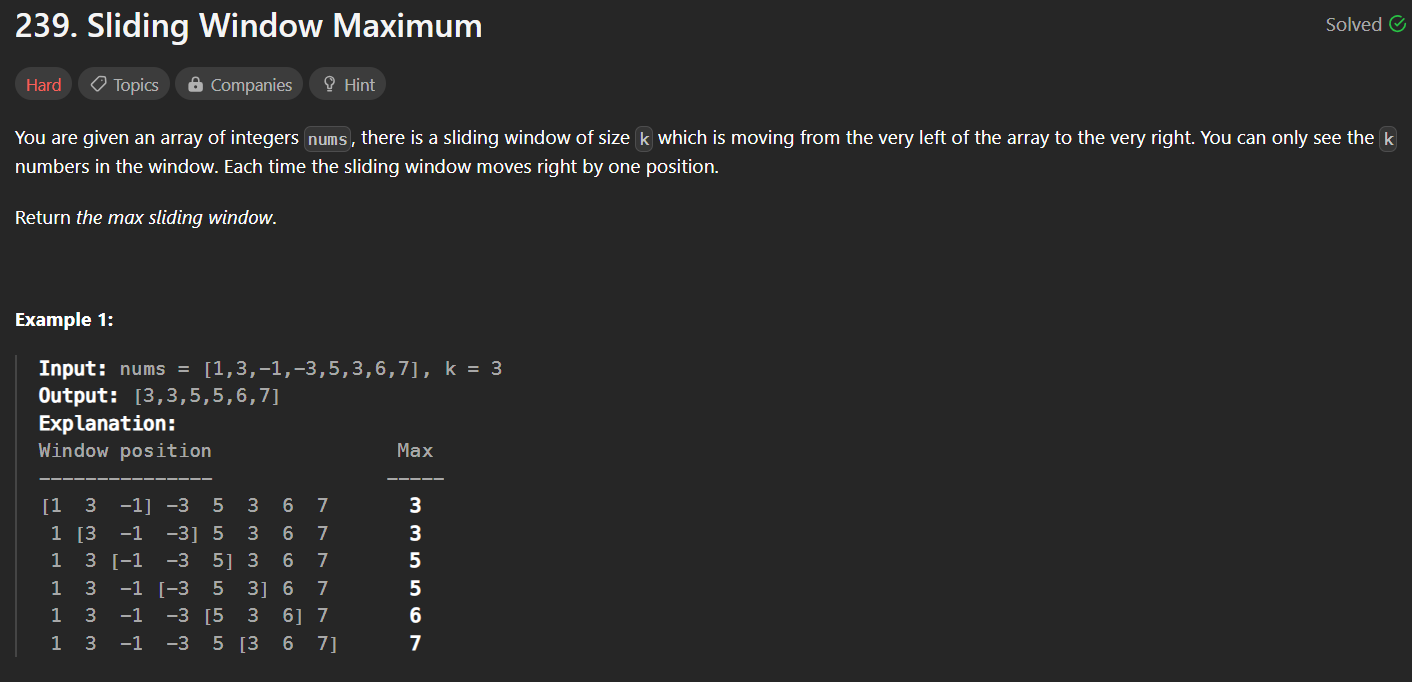 239. Sliding Window Maximum
Solved
Hard Topics Companies Hint
You are given an array of integers nums, there is a sliding window of size k which is moving from the very left of the array to the very right. You can only see the k
numbers in the window. Each time the sliding window moves right by one position.
Return the max sliding window.
Example 1:
Input: nums = [1,3,-1,-3,5,3,6,7], k = 3
Output: [3,3,5,5,6,7]
Explanation:
Window position Max
--------------- -----
[1 3 -1] -3 5 3 6 7 3
1 [3 -1 -3] 5 3 6 7 3
1 3 [-1 -3 5] 3 6 7 5
1 3 -1 [-3 5 3] 6 7 5
1 3 -1 -3 [5 3 6] 7 6
1 3 -1 -3 5 [3 6 7] 7